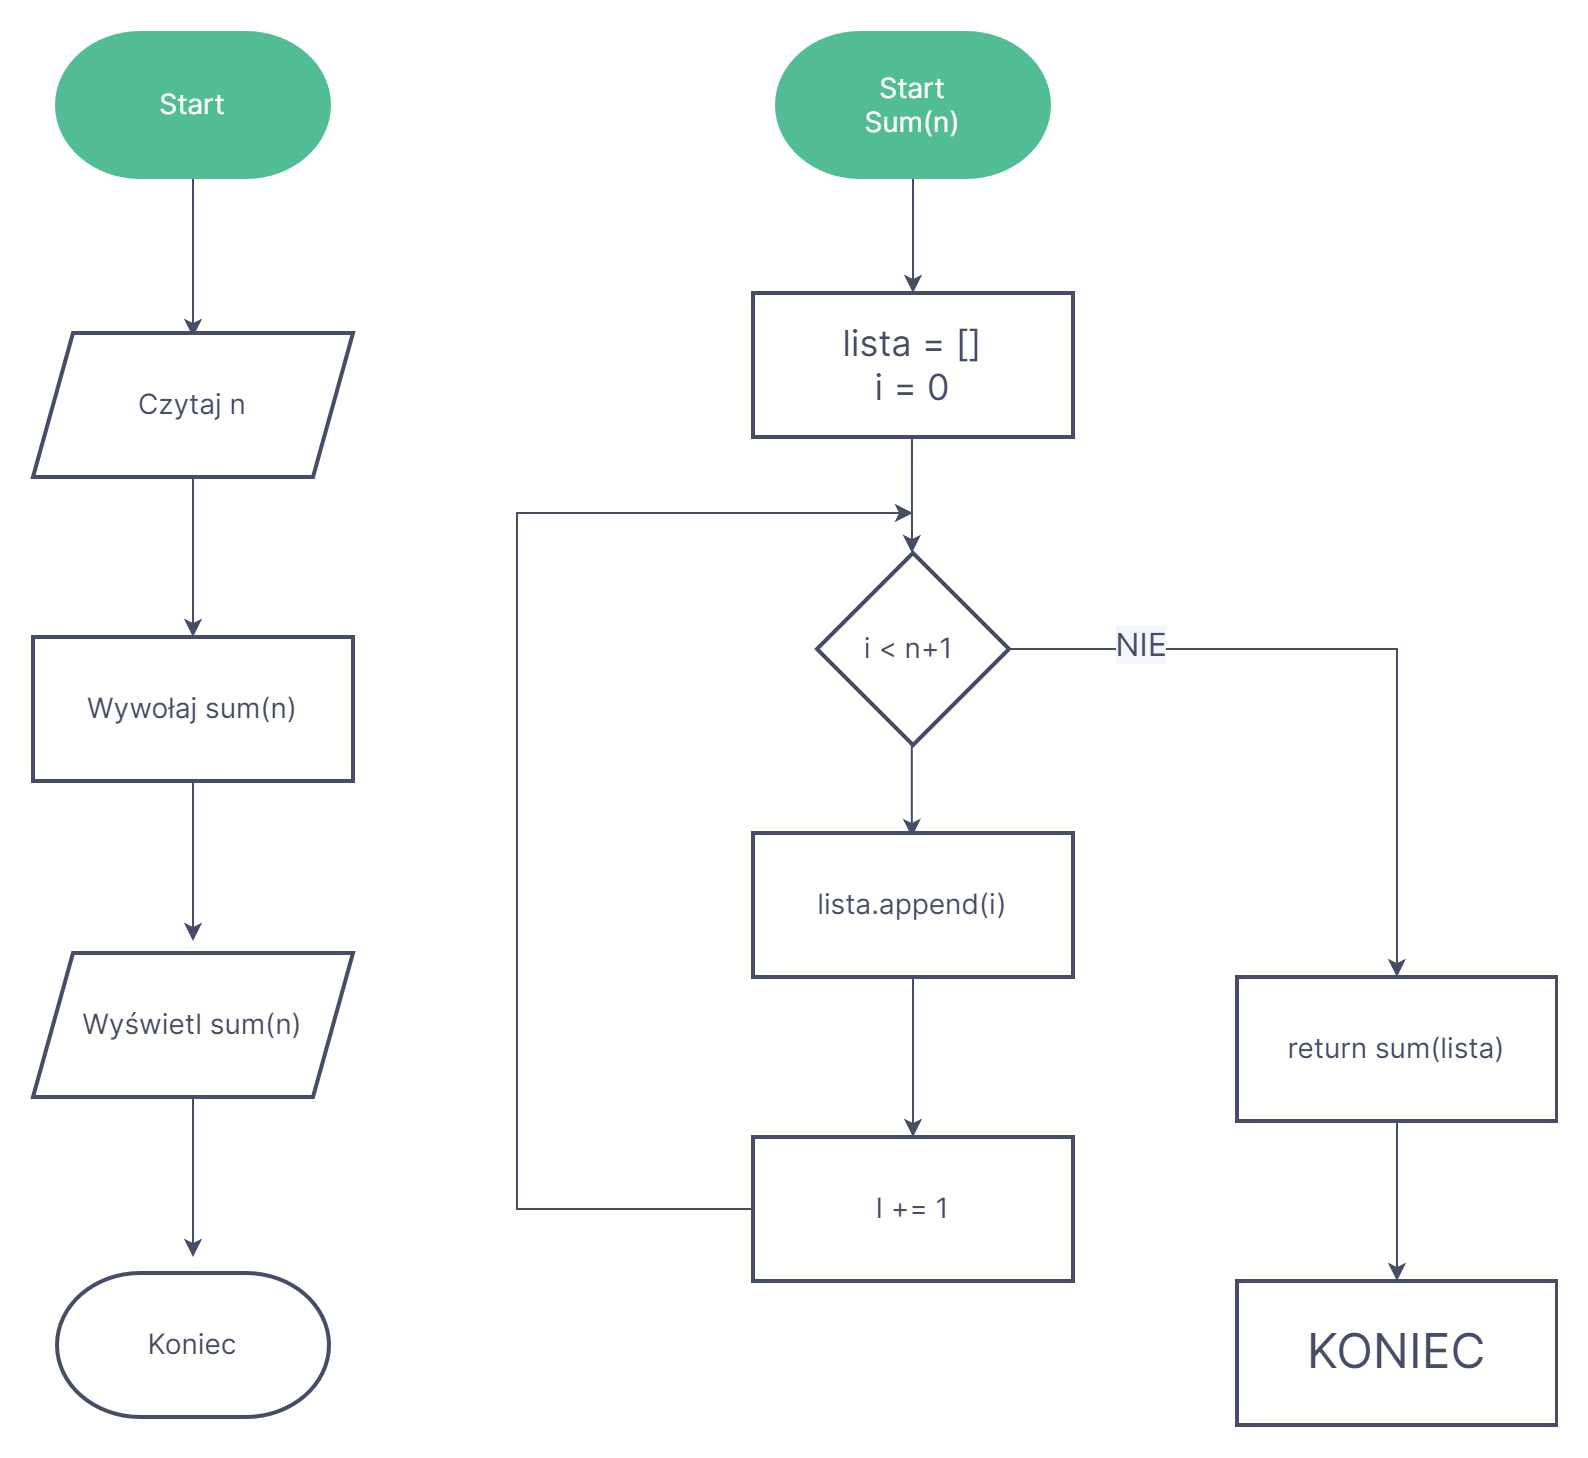 Start
Czytaj n
Wywołaj sum(n)
Wyświetl sum(n)
Koniec
Start
Sum(n)
lista = []
i = 0
i < n+1
NIE
lista.append(i)
I += 1
return sum(lista)
KONIEC